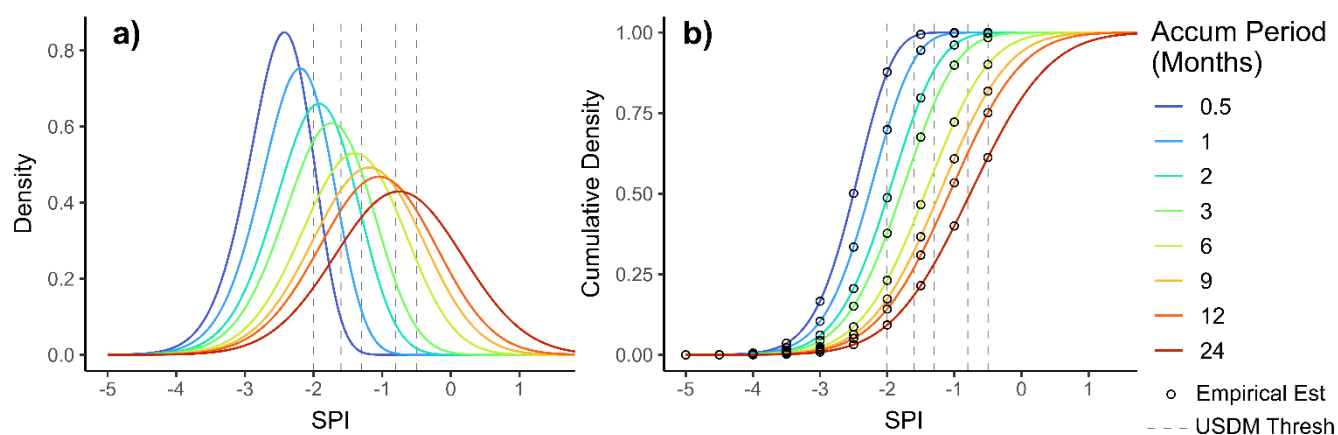 a)
Density
0.8
0.6
0.4
0.2
0.0
-5 -4 -3 -2 -1 0 1
SPI
b)
Cumulative Density
1.00
0.75
0.50
0.25
0.00
-5 -4 -3 -2 -1 0 1
SPI
Accum Period
(Months)
0.5
1
2
3
6
9
12
24
Empirical Est
USDM Thresh